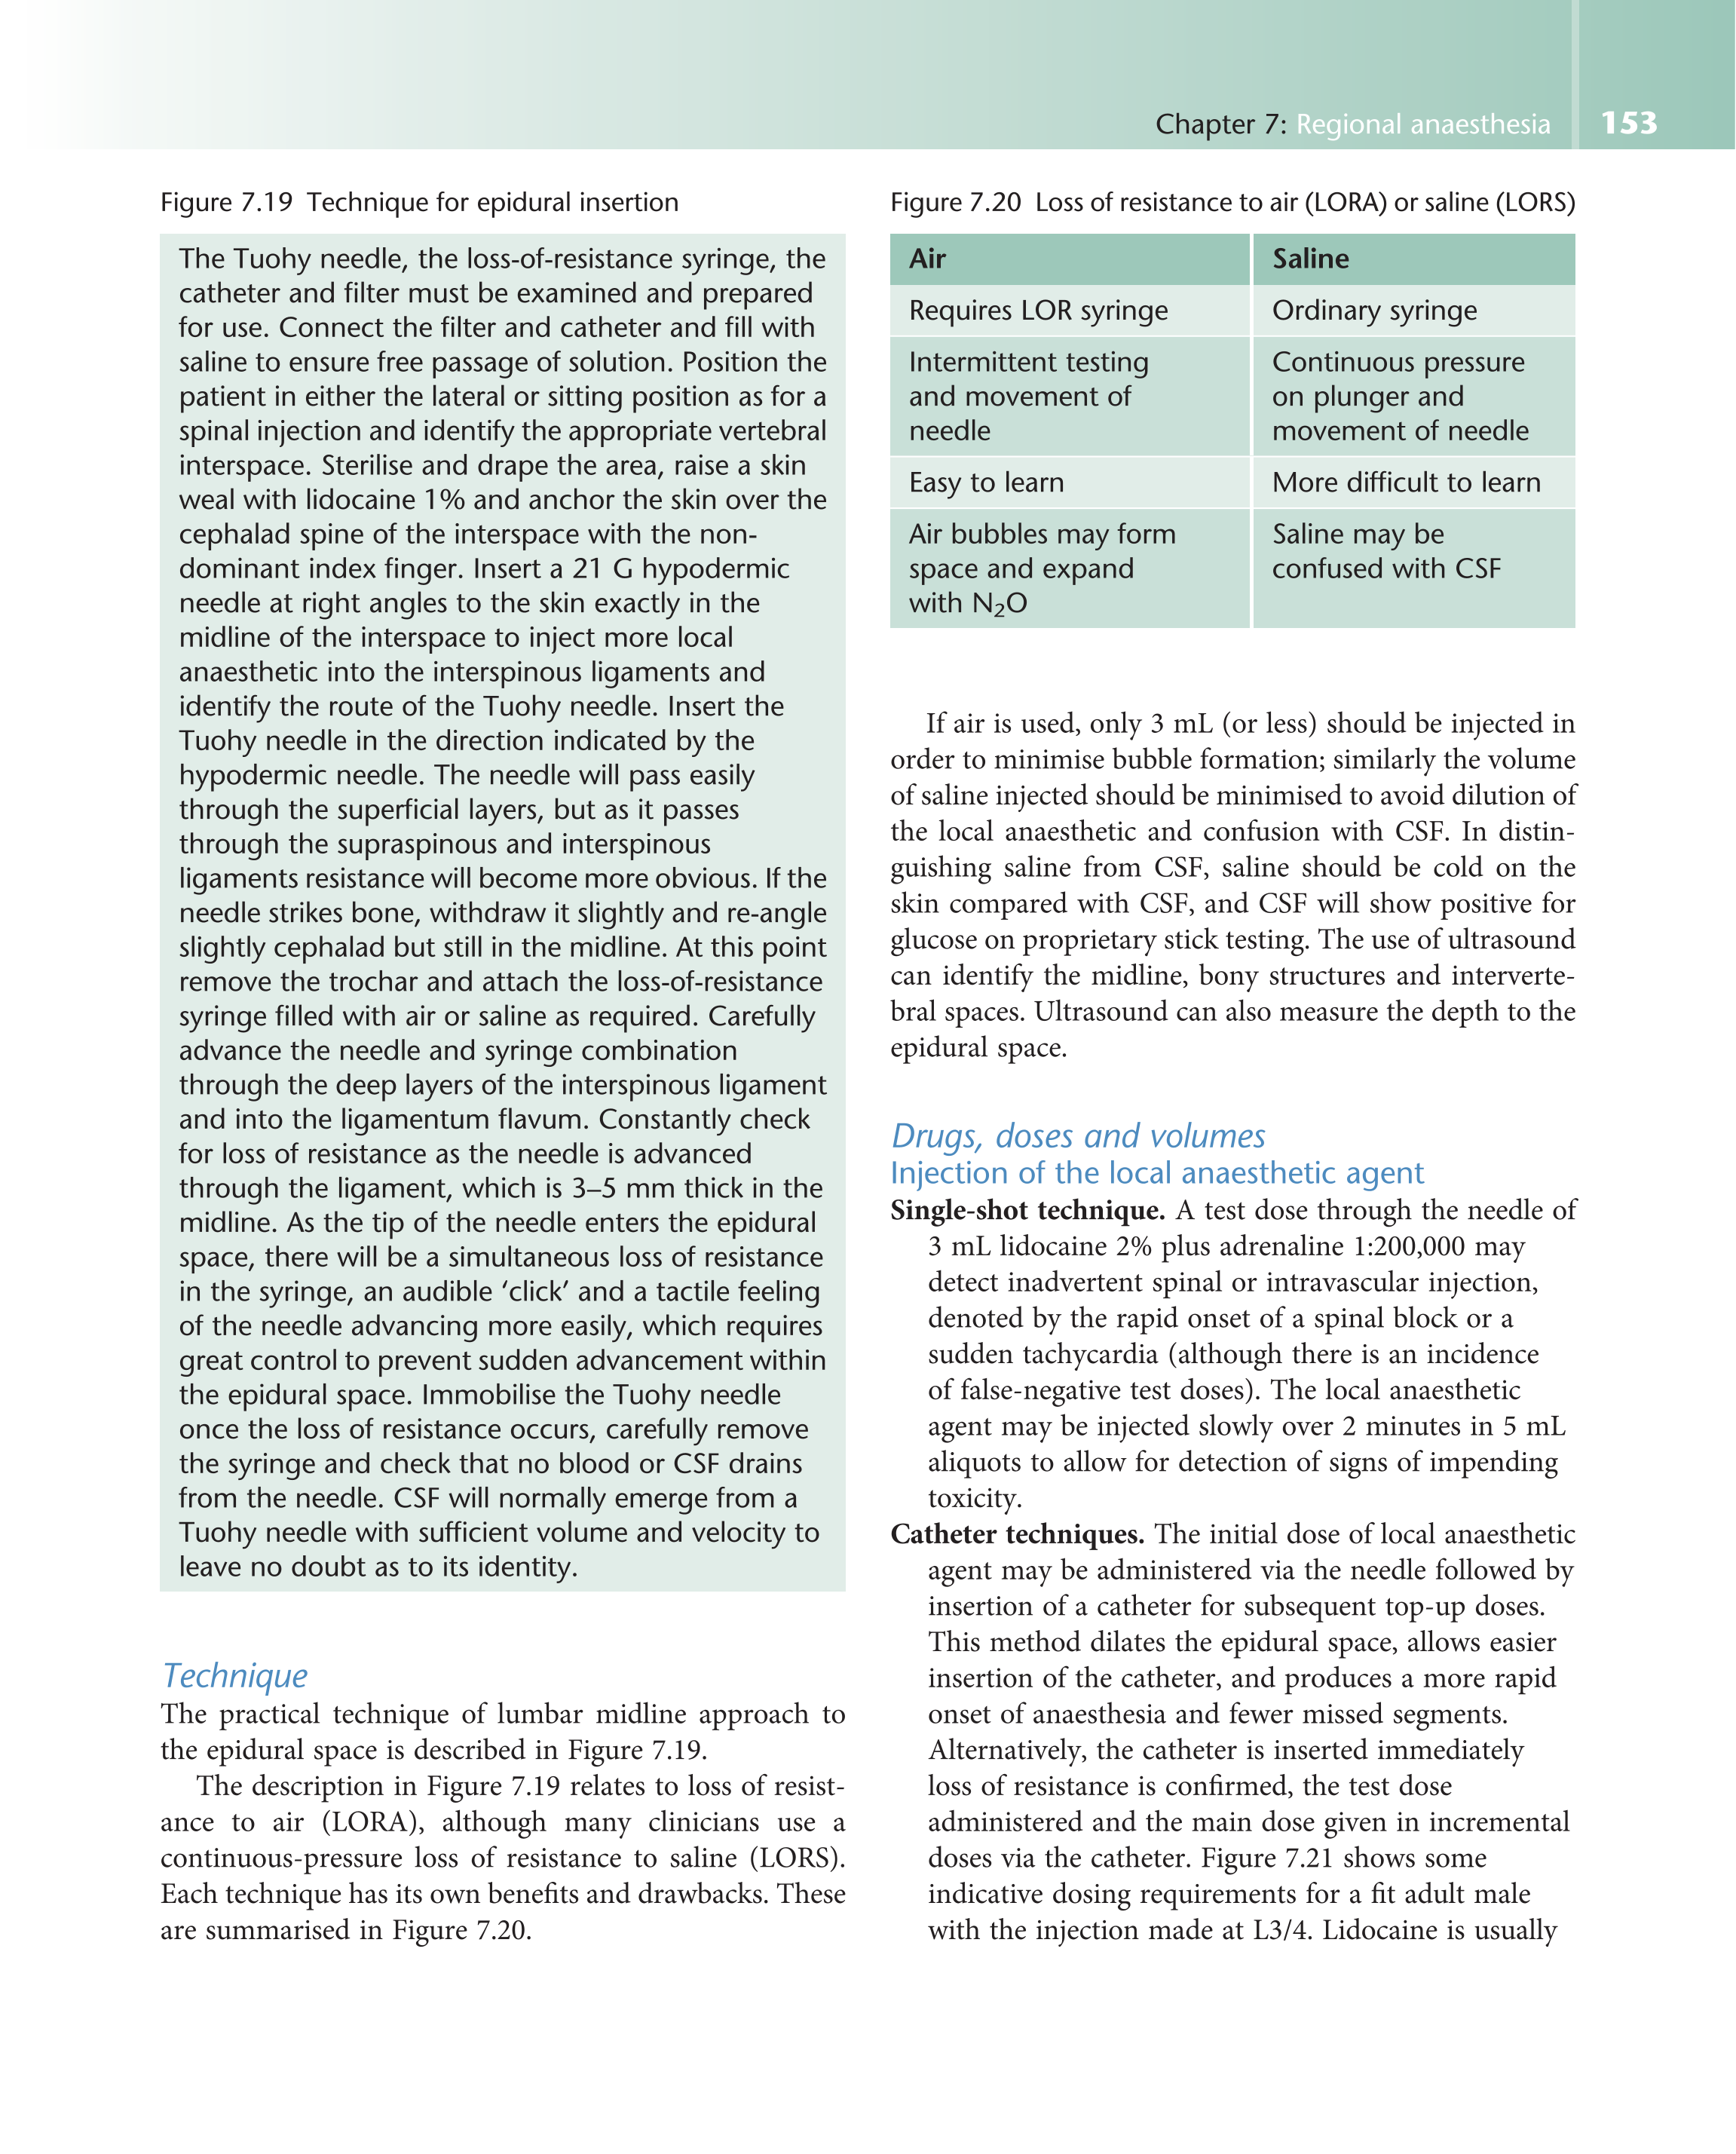 Chapter 7: Regional anaesthesia 153
Figure 7.19 Technique for epidural insertion
The Tuohy needle, the loss-of-resistance syringe, the
catheter and filter must be examined and prepared
for use. Connect the filter and catheter and fill with
saline to ensure free passage of solution. Position the
patient in either the lateral or sitting position as for a
spinal injection and identify the appropriate vertebral
interspace. Sterilise and drape the area, raise a skin
weal with lidocaine 1% and anchor the skin over the
cephalad spine of the interspace with the non-
dominant index finger. Insert a 21 G hypodermic
needle at right angles to the skin exactly in the
midline of the interspace to inject more local
anaesthetic into the interspinous ligaments and
identify the route of the Tuohy needle. Insert the
Tuohy needle in the direction indicated by the
hypodermic needle. The needle will pass easily
through the superficial layers, but as it passes
through the supraspinous and interspinous
ligaments resistance will become more obvious. If the
needle strikes bone, withdraw it slightly and re-angle
slightly cephalad but still in the midline. At this point
remove the trochar and attach the loss-of-resistance
syringe filled with air or saline as required. Carefully
advance the needle and syringe combination
through the deep layers of the interspinous ligament
and into the ligamentum flavum. Constantly check
for loss of resistance as the needle is advanced
through the ligament, which is 3–5 mm thick in the
midline. As the tip of the needle enters the epidural
space, there will be a simultaneous loss of resistance
in the syringe, an audible ‘click’ and a tactile feeling
of the needle advancing more easily, which requires
great control to prevent sudden advancement within
the epidural space. Immobilise the Tuohy needle
once the loss of resistance occurs, carefully remove
the syringe and check that no blood or CSF drains
from the needle. CSF will normally emerge from a
Tuohy needle with sufficient volume and velocity to
leave no doubt as to its identity.
Technique
The practical technique of lumbar midline approach to
the epidural space is described in Figure 7.19.
The description in Figure 7.19 relates to loss of resist-
ance to air (LORA), although many clinicians use a
continuous-pressure loss of resistance to saline (LORS).
Each technique has its own benefits and drawbacks. These
are summarised in Figure 7.20.
Figure 7.20 Loss of resistance to air (LORA) or saline (LORS)
Air
Saline
Requires LOR syringe
Ordinary syringe
Intermittent testing
and movement of
needle
Continuous pressure
on plunger and
movement of needle
Easy to learn
More difficult to learn
Air bubbles may form
space and expand
with N₂O
Saline may be
confused with CSF
If air is used, only 3 mL (or less) should be injected in
order to minimise bubble formation; similarly the volume
of saline injected should be minimised to avoid dilution of
the local anaesthetic and confusion with CSF. In distin-
guishing saline from CSF, saline should be cold on the
skin compared with CSF, and CSF will show positive for
glucose on proprietary stick testing. The use of ultrasound
can identify the midline, bony structures and interverte-
bral spaces. Ultrasound can also measure the depth to the
epidural space.
Drugs, doses and volumes
Injection of the local anaesthetic agent
Single-shot technique. A test dose through the needle of
3 mL lidocaine 2% plus adrenaline 1:200,000 may
detect inadvertent spinal or intravascular injection,
denoted by the rapid onset of a spinal block or a
sudden tachycardia (although there is an incidence
of false-negative test doses). The local anaesthetic
agent may be injected slowly over 2 minutes in 5 mL
aliquots to allow for detection of signs of impending
toxicity.
Catheter techniques. The initial dose of local anaesthetic
agent may be administered via the needle followed by
insertion of a catheter for subsequent top-up doses.
This method dilates the epidural space, allows easier
insertion of the catheter, and produces a more rapid
onset of anaesthesia and fewer missed segments.
Alternatively, the catheter is inserted immediately
loss of resistance is confirmed, the test dose
administered and the main dose given in incremental
doses via the catheter. Figure 7.21 shows some
indicative dosing requirements for a fit adult male
with the injection made at L3/4. Lidocaine is usually